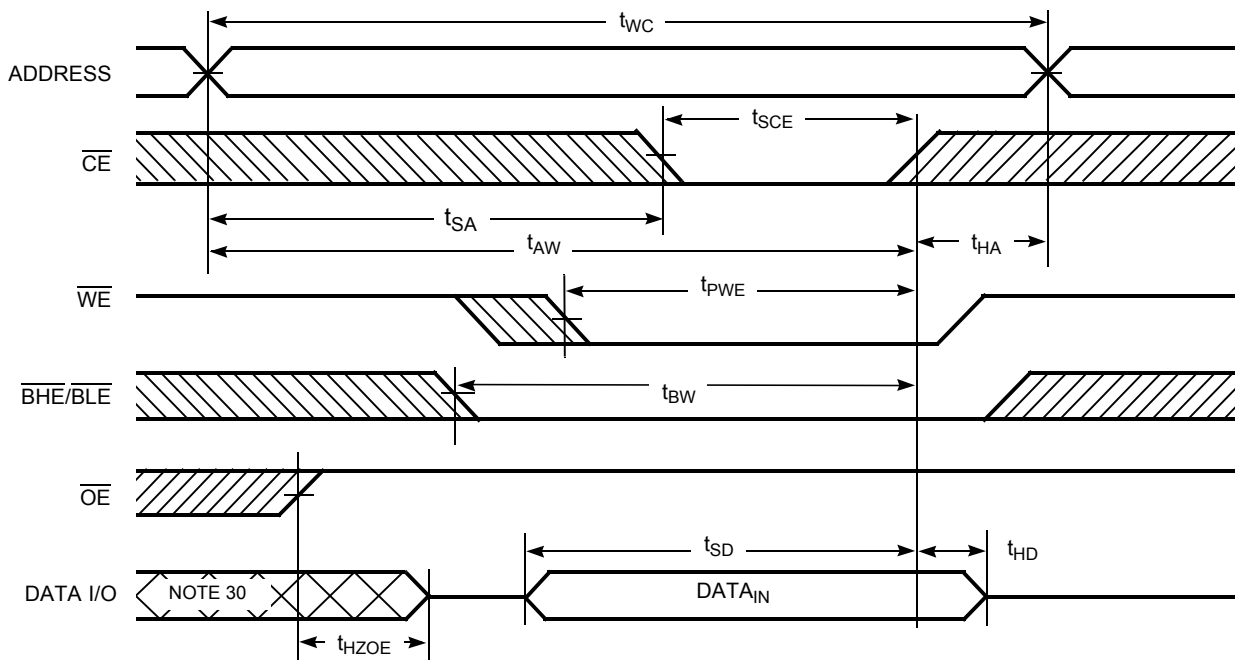 tWC
ADDRESS
tSCE
CE
tSA
tAW
tHA
WE
tPWE
BHE/BLE
tBW
OE
tSD
tHD
DATA I/O
NOTE 30
DATAIN
tHZOE